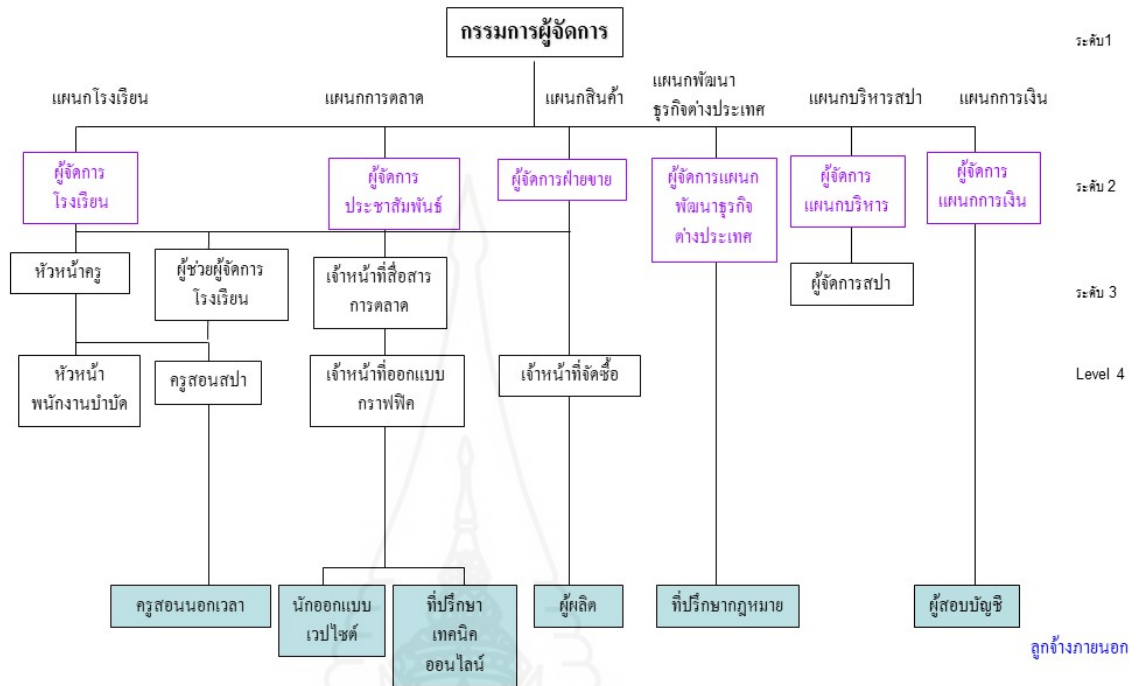 กรรมการผู้จัดการ
ระดับ1
แผนกโรงเรียน
แผนกการตลาด
แผนกสินค้า
แผนกพัฒนา
ธุรกิจต่างประเทศ
แผนกบริหารสปา
แผนกการเงิน
ผู้จัดการ
โรงเรียน
ผู้จัดการ
ประชาสัมพันธ์
ผู้จัดการฝ่ายขาย
ผู้จัดการแผนก
พัฒนาธุรกิจ
ต่างประเทศ
ผู้จัดการ
แผนกบริหาร
ผู้จัดการ
แผนกการเงิน
ระดับ 2
หัวหน้าครู
ผู้ช่วยผู้จัดการ
โรงเรียน
เจ้าหน้าที่สื่อสาร
การตลาด
ผู้จัดการสปา
ระดับ 3
หัวหน้า
พนักงานบำบัด
ครูสอนสปา
เจ้าหน้าที่ออกแบบ
กราฟฟิค
เจ้าหน้าที่จัดซื้อ
Level 4
ครูสอนนอกเวลา
นักออกแบบ
เวปไซต์
ที่ปรึกษา
เทคนิค
ออนไลน์
ผู้ผลิต
ที่ปรึกษากฎหมาย
ผู้สอบบัญชี
ลูกจ้างภายนอก